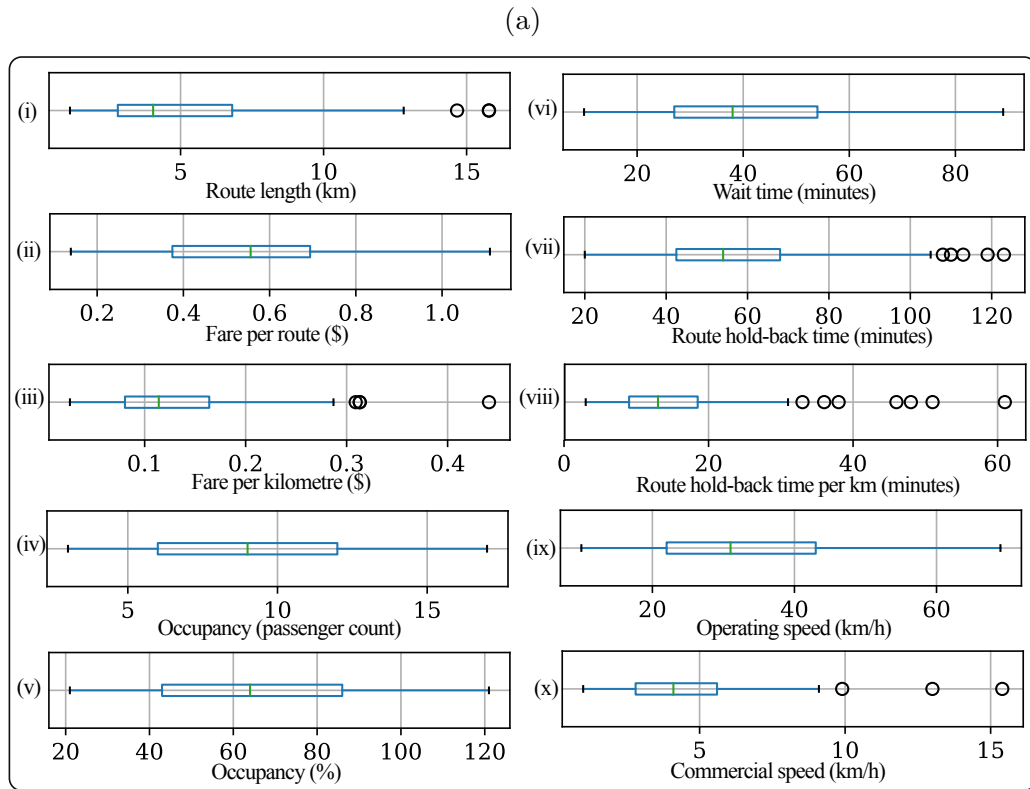 (a)
(i)
5 10 15
Route length (km)
(ii)
0.2 0.4 0.6 0.8 1.0
Fare per route ($)
(iii)
0.1 0.2 0.3 0.4
Fare per kilometre ($)
(iv)
5 10 15
Occupancy (passenger count)
(v)
20 40 60 80 100 120
Occupancy (%)
(vi)
20 40 60 80
Wait time (minutes)
(vii)
20 40 60 80 100 120
Route hold-back time (minutes)
(viii)
0 20 40 60
Route hold-back time per km (minutes)
(ix)
20 40 60
Operating speed (km/h)
(x)
5 10 15
Commercial speed (km/h)